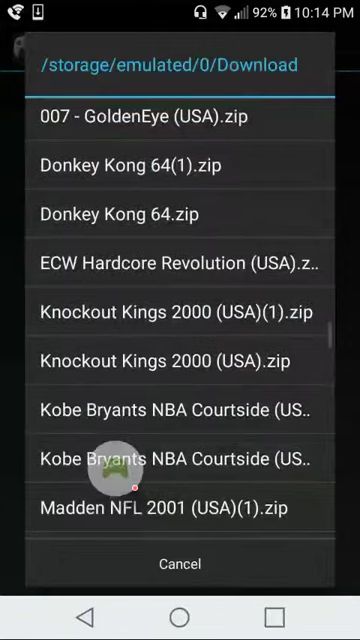 92% 10:14 PM
/storage/emulated/0/Download
007 - GoldenEye (USA).zip
Donkey Kong 64(1).zip
Donkey Kong 64.zip
ECW Hardcore Revolution (USA).z..
Knockout Kings 2000 (USA)(1).zip
Knockout Kings 2000 (USA).zip
Kobe Bryants NBA Courtside (US..
Kobe Bryants NBA Courtside (US..
Madden NFL 2001 (USA)(1).zip
Cancel